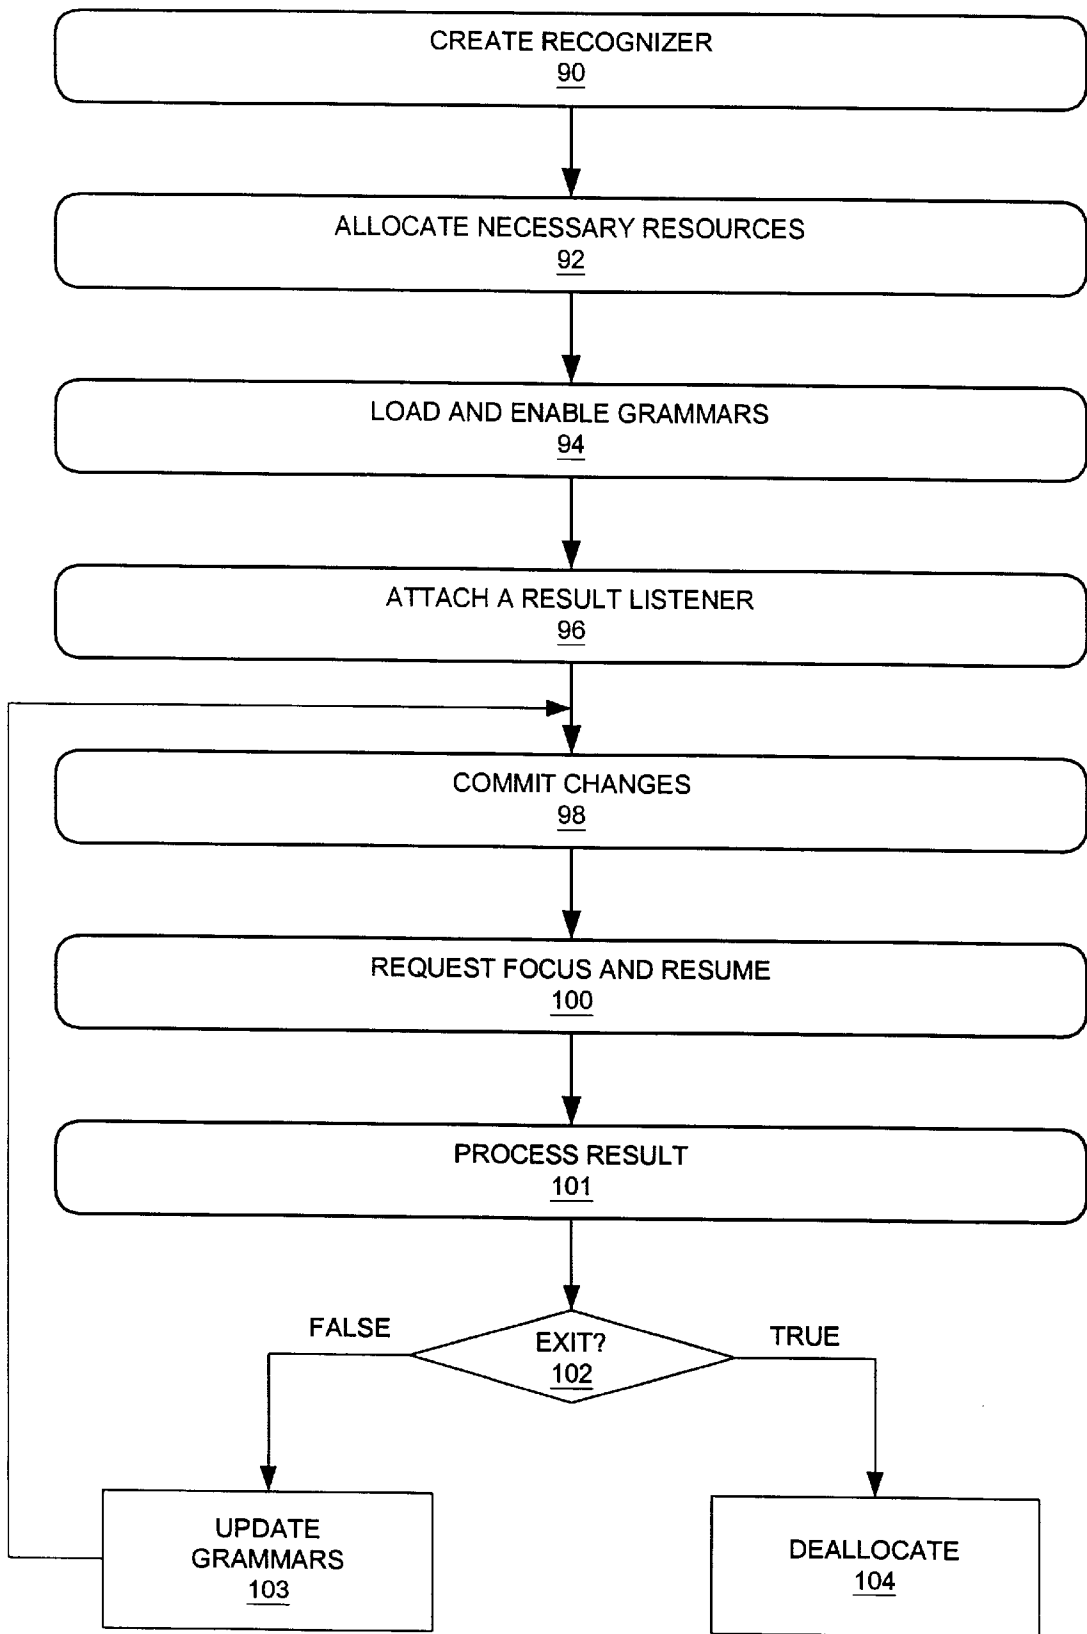 CREATE RECOGNIZER
90
ALLOCATE NECESSARY RESOURCES
92
LOAD AND ENABLE GRAMMARS
94
ATTACH A RESULT LISTENER
96
COMMIT CHANGES
98
REQUEST FOCUS AND RESUME
100
PROCESS RESULT
101
FALSE
EXIT?
102
TRUE
UPDATE
GRAMMARS
103
DEALLOCATE
104